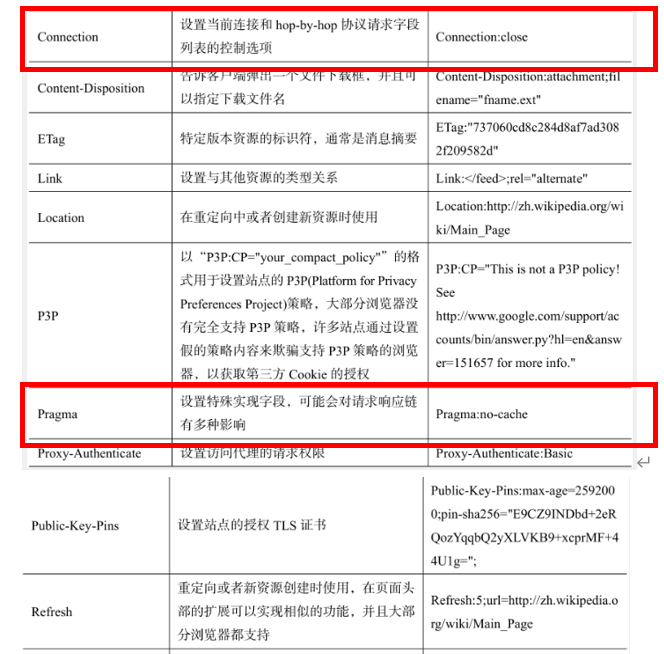 Connection
设置当前连接和 hop-by-hop 协议请求字段
列表的控制选项
Connection:close
Content-Disposition
告诉客户端弹出一个文件下载框，并且可
以指定下载文件名
Content-Disposition:attachment;fil
ename="fname.ext"
ETag
特定版本资源的标识符，通常是消息摘要
ETag:"737060cd8c284d8af7ad308
2f209582d"
Link
设置与其他资源的类型关系
Link:</feed>;rel="alternate"
Location
在重定向中或者创建新资源时使用
Location:http://zh.wikipedia.org/wi
ki/Main_Page
P3P
以“P3P:CP="your_compact_policy"”的格
式用于设置站点的 P3P(Platform for Privacy
Preferences Project)策略，大部分浏览器没
有完全支持 P3P 策略，许多站点通过设置
假的策略内容来欺骗支持 P3P 策略的浏览
器，以获取第三方 Cookie 的授权
P3P:CP="This is not a P3P policy!
See
http://www.google.com/support/ac
counts/bin/answer.py?hl=en&answ
er=151657 for more info."
Pragma
设置特殊实现字段，可能会对请求响应链
有多种影响
Pragma:no-cache
Proxy-Authenticate
设置访问代理的请求权限
Proxy-Authenticate:Basic
Public-Key-Pins
设置站点的授权 TLS 证书
Public-Key-Pins:max-age=259200
0;pin-sha256="E9CZ9INDbd+2eR
QozYqqbQ2yXLVKB9+xcprMF+4
4U1g=";
Refresh
重定向或者新资源创建时使用，在页面头
部的扩展可以实现相似的功能，并且大部
分浏览器都支持
Refresh:5;url=http://zh.wikipedia.o
rg/wiki/Main_Page